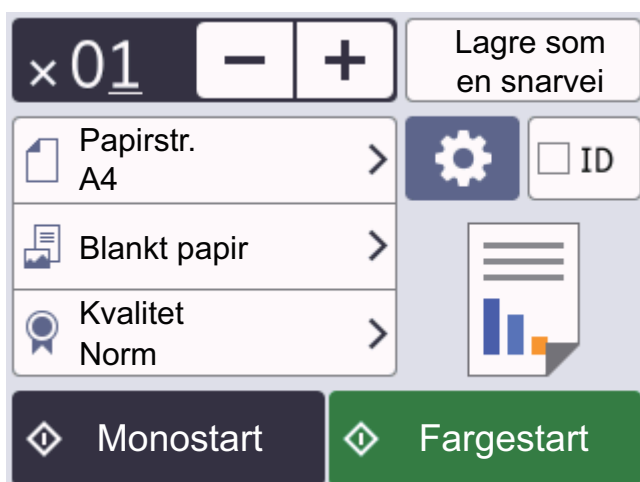 ×01 − +
Lagre som
en snarvei
Papirstr.
A4
ID
Blankt papir
Kvalitet
Norm
Monostart
Fargestart